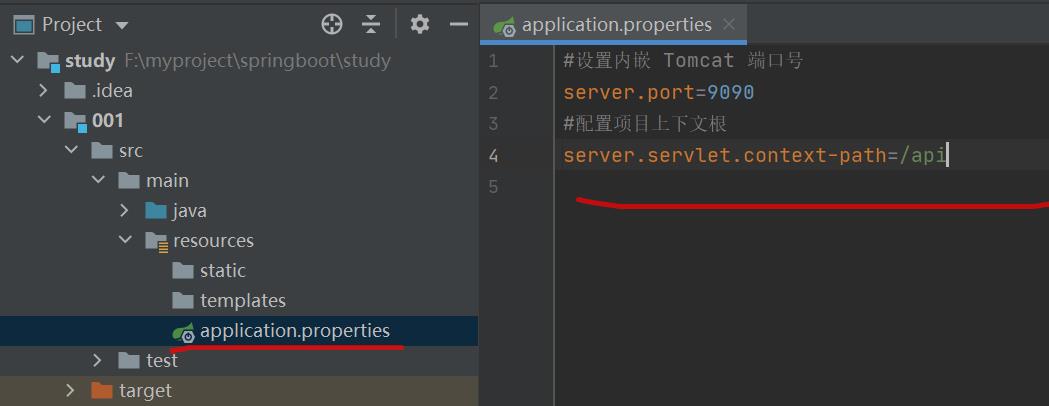 Project
study F:\myproject\springboot\study
.idea
001
src
main
java
resources
static
templates
application.properties
test
target
application.properties
1 #设置内嵌 Tomcat 端口号
2 server.port=9090
3 #配置项目上下文根
4 server.servlet.context-path=/api
5